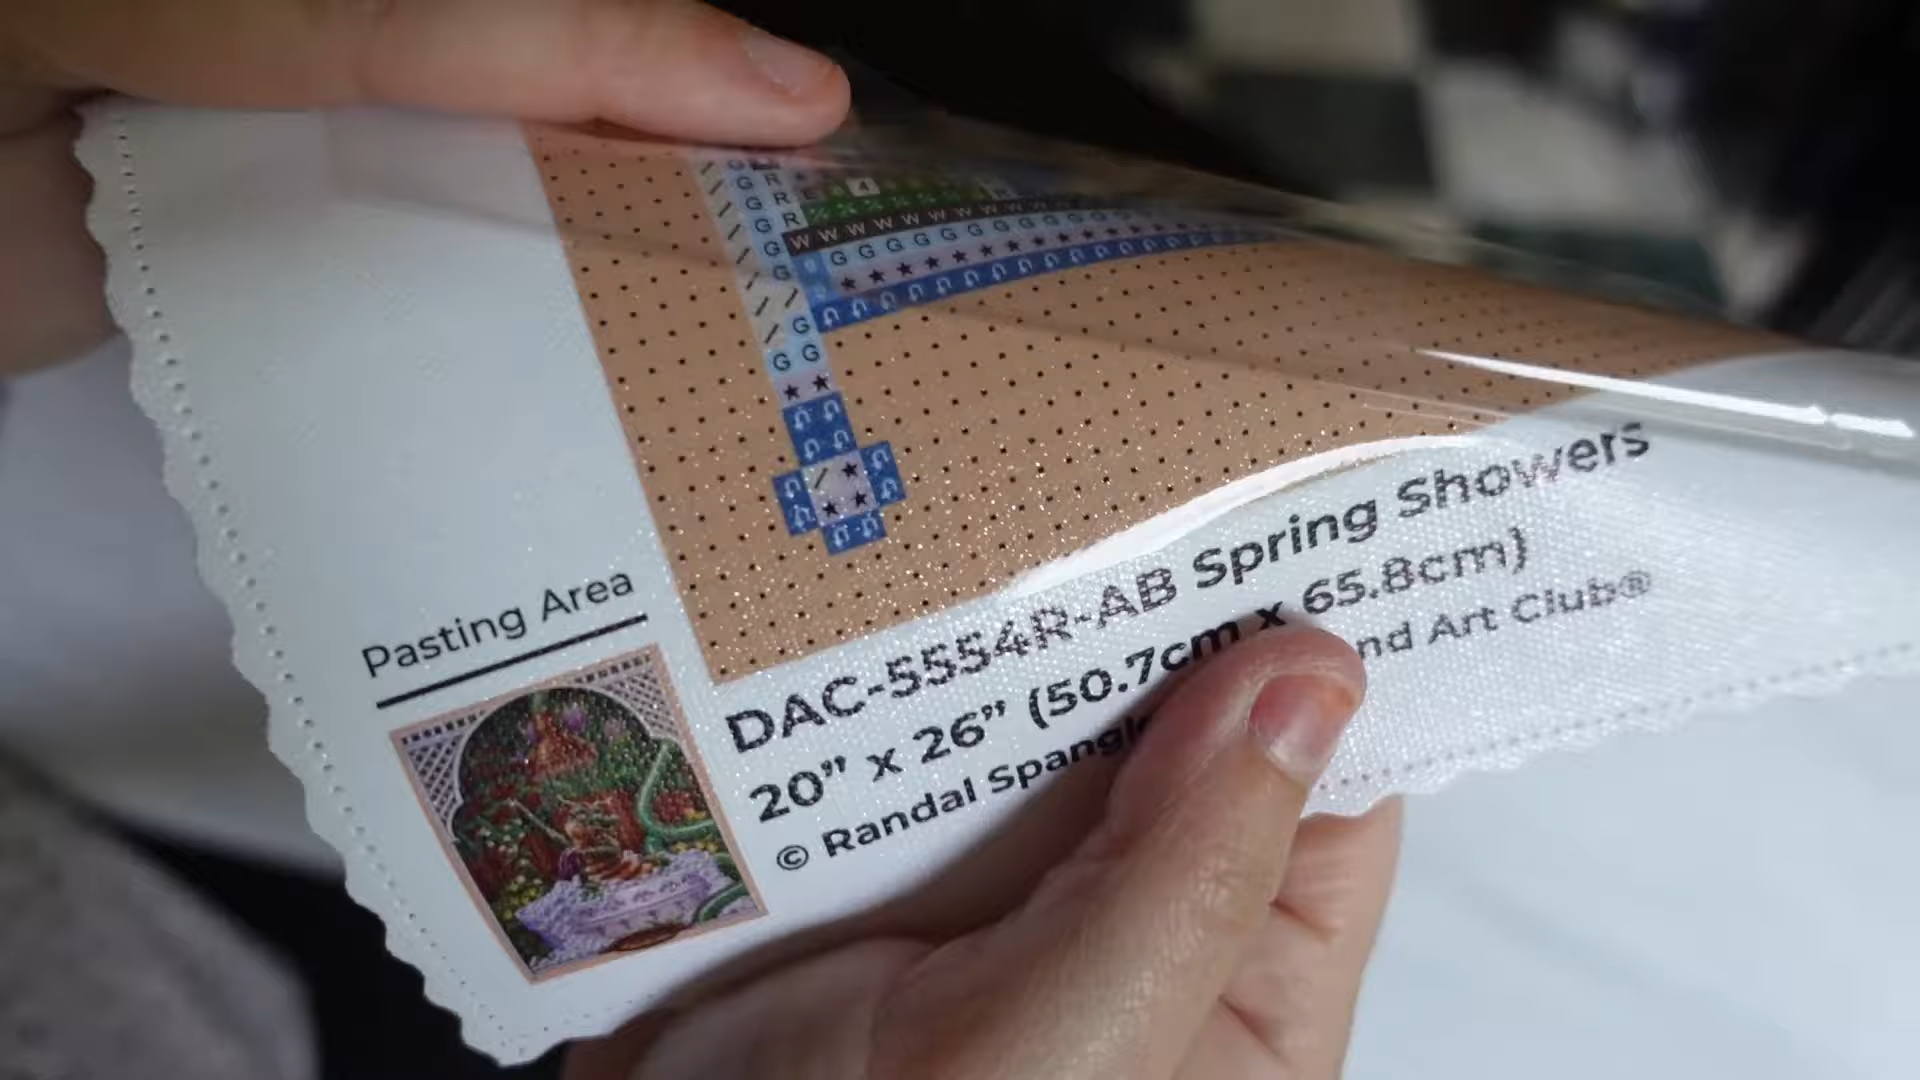 Pasting Area
DAC-5554R-AB Spring Showers
20” x 26” (50.7cm x 65.8cm)
© Randal Art Club®